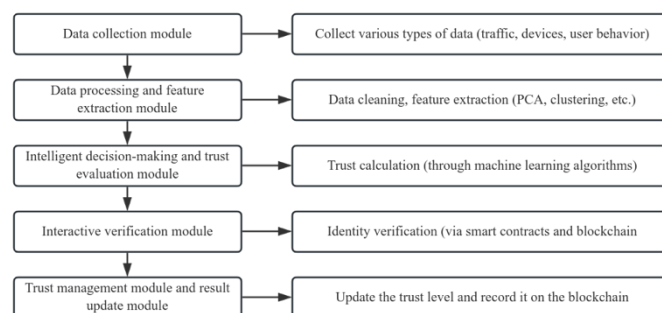 Data collection module
Collect various types of data (traffic, devices, user behavior)
Data processing and feature
extraction module
Data cleaning, feature extraction (PCA, clustering, etc.)
Intelligent decision-making and trust
evaluation module
Trust calculation (through machine learning algorithms)
Interactive verification module
Identity verification (via smart contracts and blockchain
Trust management module and result
update module
Update the trust level and record it on the blockchain